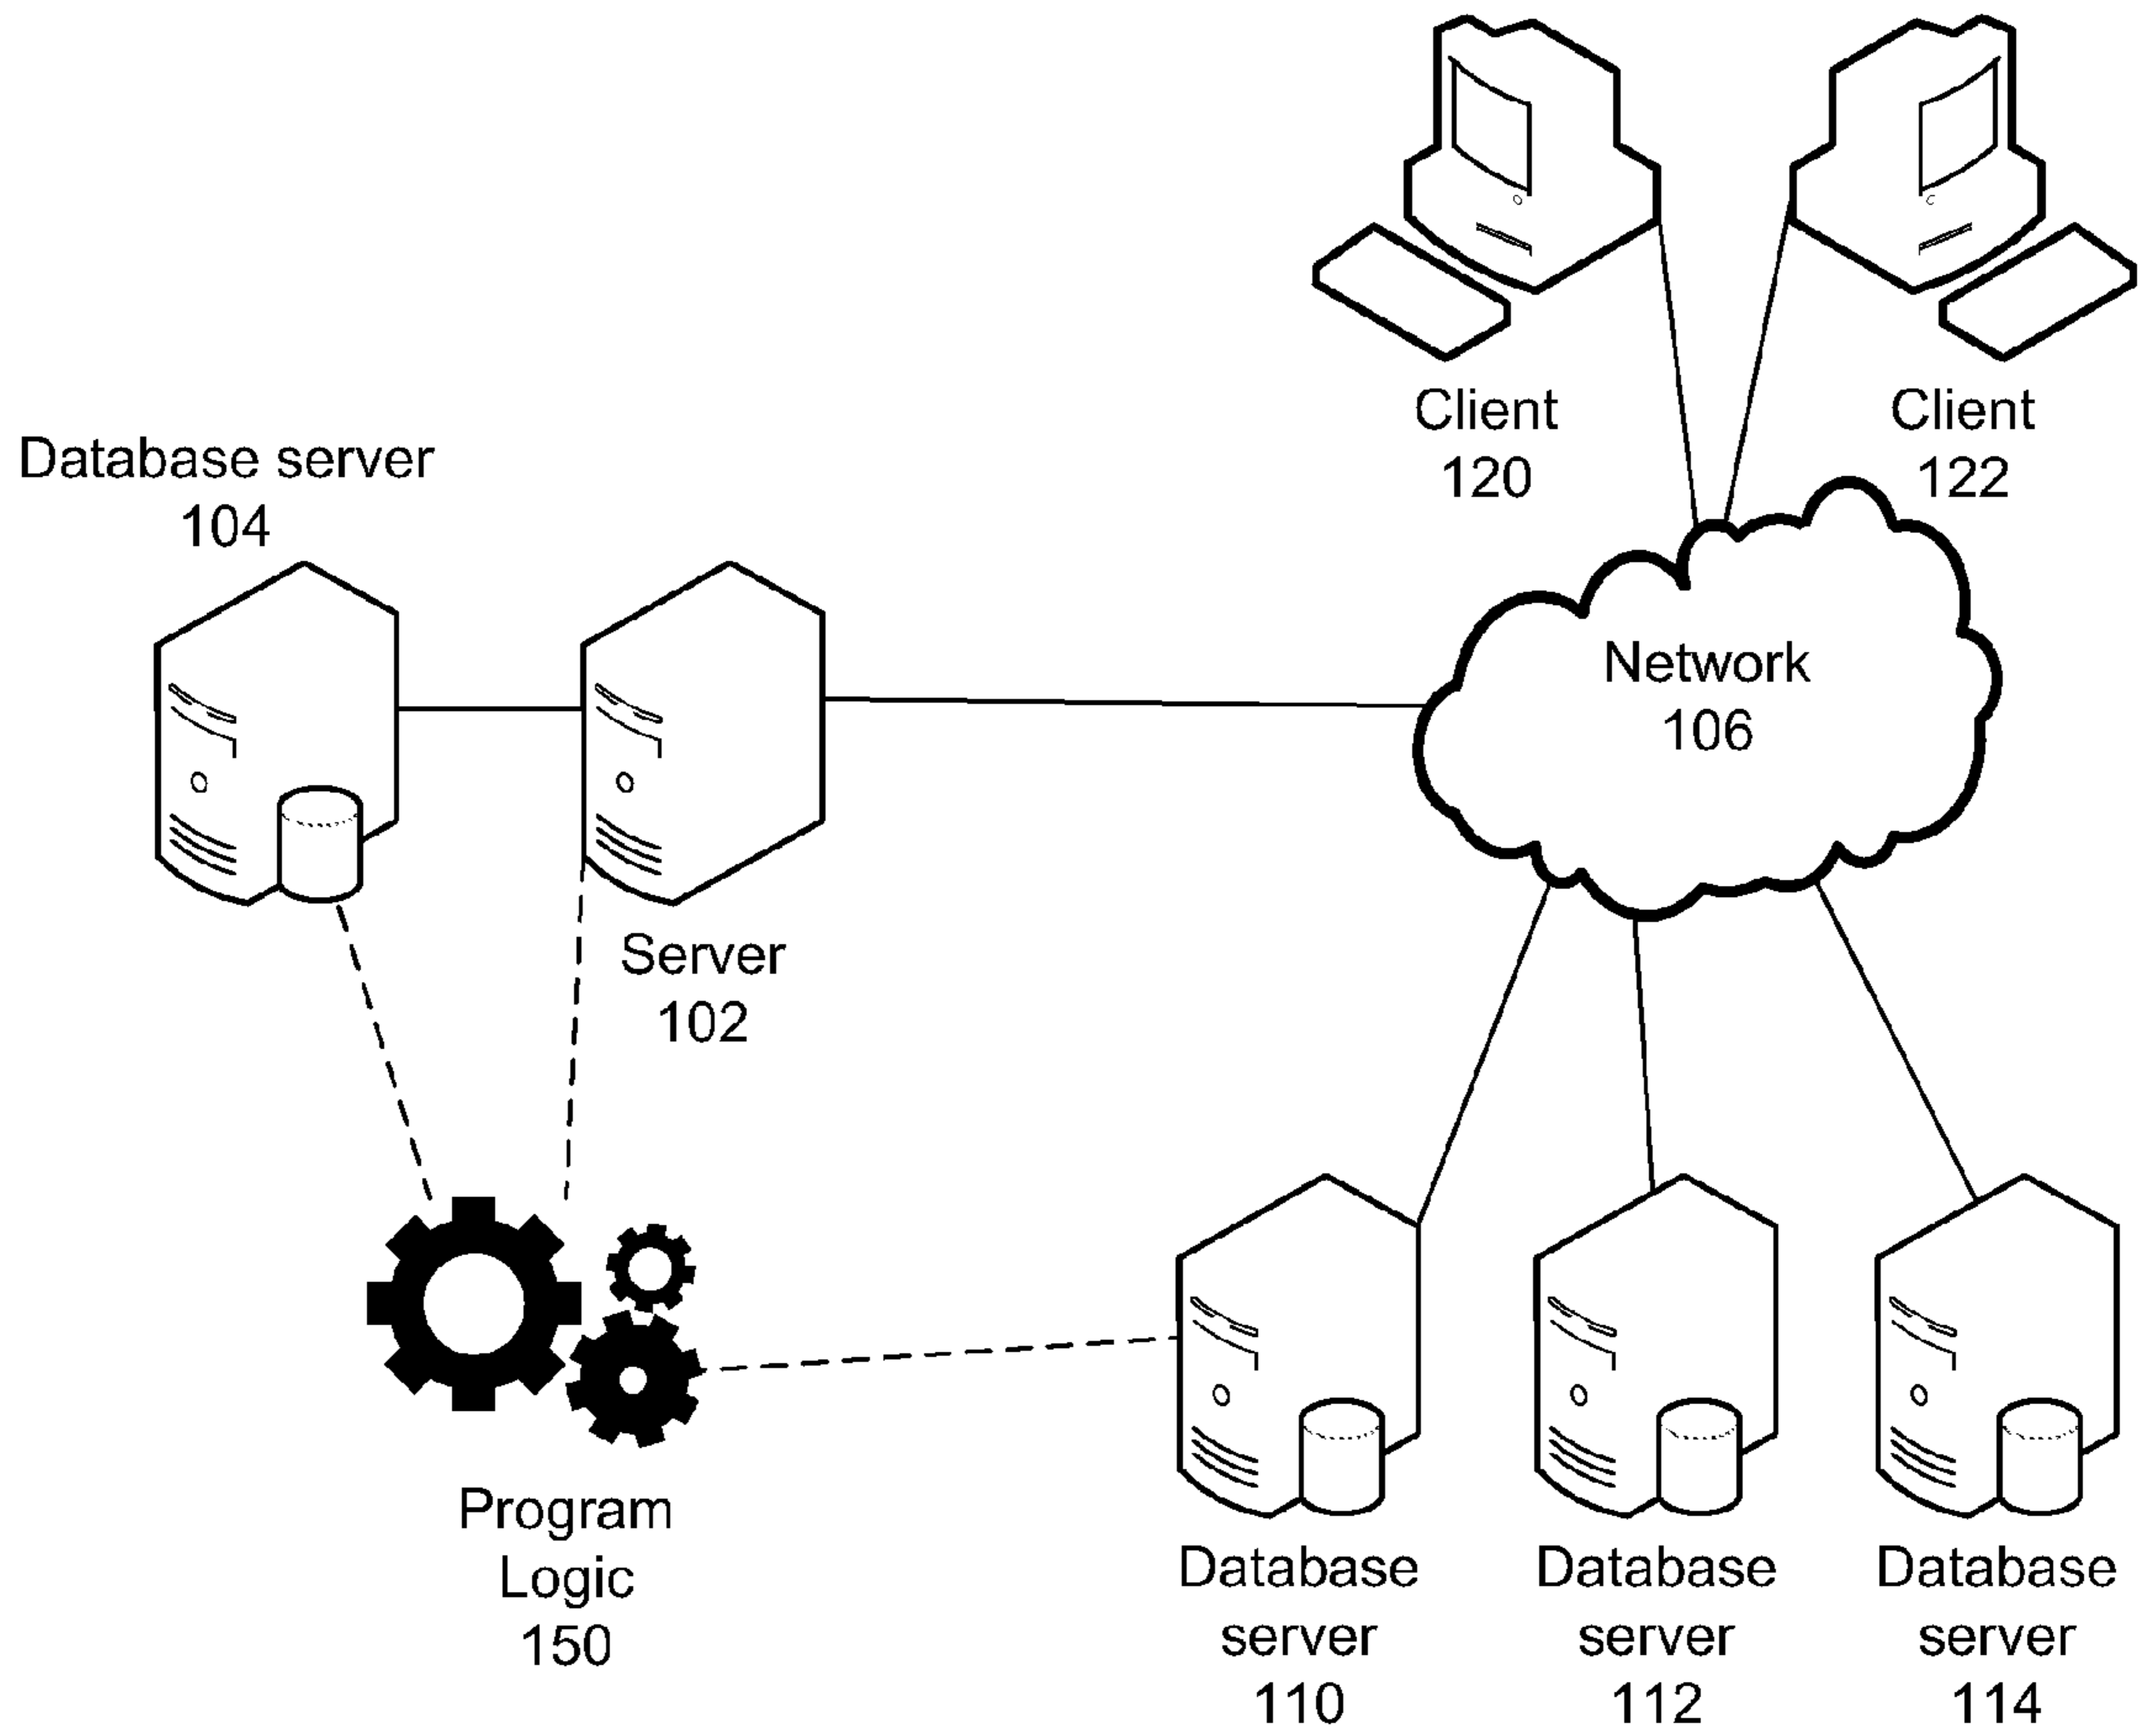 Client
120
Client
122
Database server
104
Network
106
Server
102
Program
Logic
150
Database
server
110
Database
server
112
Database
server
114